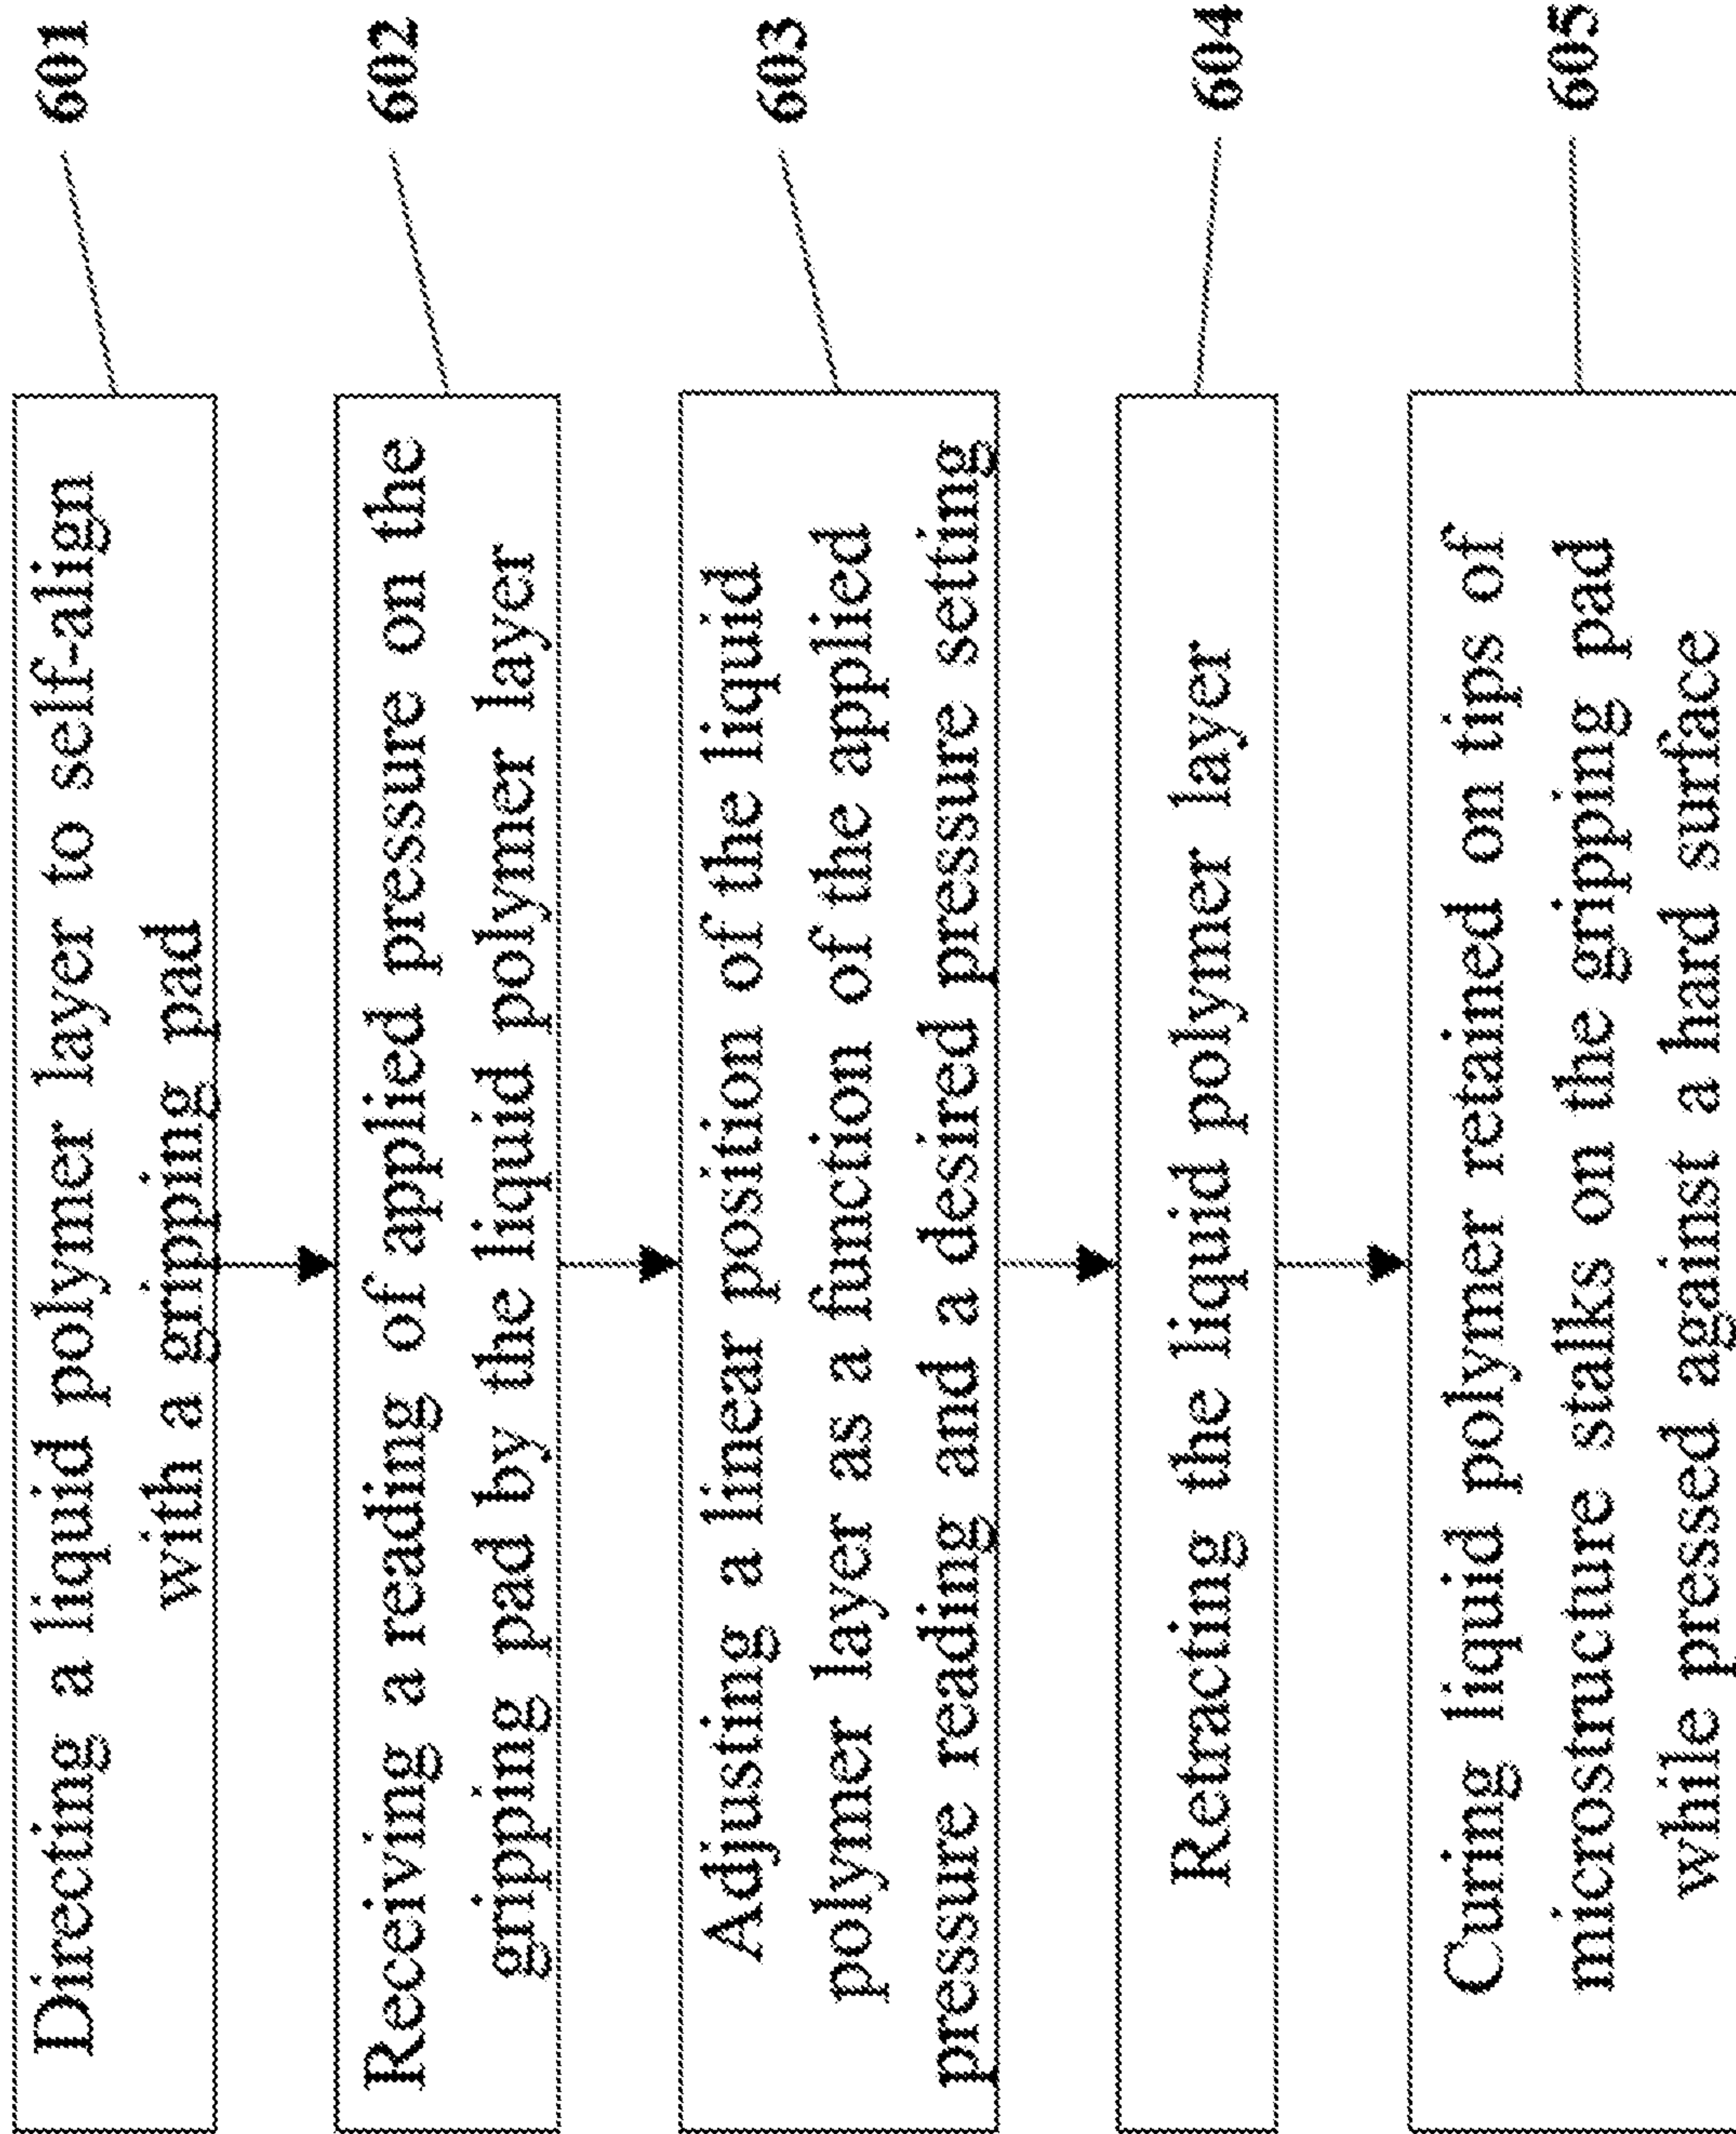 Directing a liquid polymer layer to self-align
with a gripping pad
601
Receiving a reading of applied pressure on the
gripping pad by the liquid polymer layer
602
Adjusting a linear position of the liquid
polymer layer as a function of the applied
pressure reading and a desired pressure setting
603
Retracting the liquid polymer layer
604
Curing liquid polymer retained on tips of
microstructure stalks on the gripping pad
while pressed against a hard surface
605